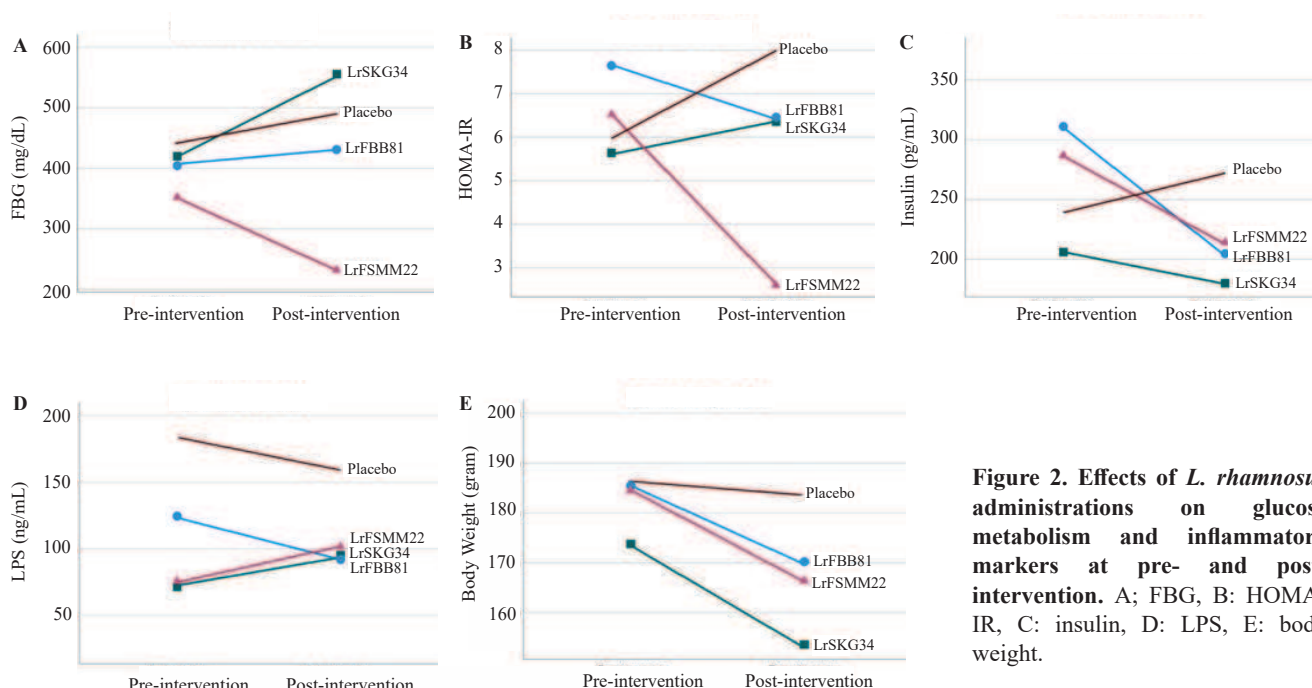 A
FBG (mg/dL)
600
500
400
300
200
LrSKG34
Placebo
LrFBB81
LrFSMM22
Pre-intervention Post-intervention
B
HOMA-IR
8
7
6
5
4
3
Placebo
LrFBB81
LrSKG34
LrFSMM22
Pre-intervention Post-intervention
C
Insulin (pg/mL)
350
300
250
200
Placebo
LrFSMM22
LrFBB81
LrSKG34
Pre-intervention Post-intervention
D
LPS (ng/mL)
200
150
100
50
Placebo
LrFSMM22
LrSKG34
LrFBB81
Pre-intervention Post-intervention
E
Body Weight (gram)
200
190
180
170
160
Placebo
LrFBB81
LrFSMM22
LrSKG34
Pre-intervention Post-intervention
Figure 2. Effects of L. rhamnosu
administrations on glucos
metabolism and inflammator
markers at pre- and pos
intervention. A; FBG, B: HOMA
IR, C: insulin, D: LPS, E: bod
weight.